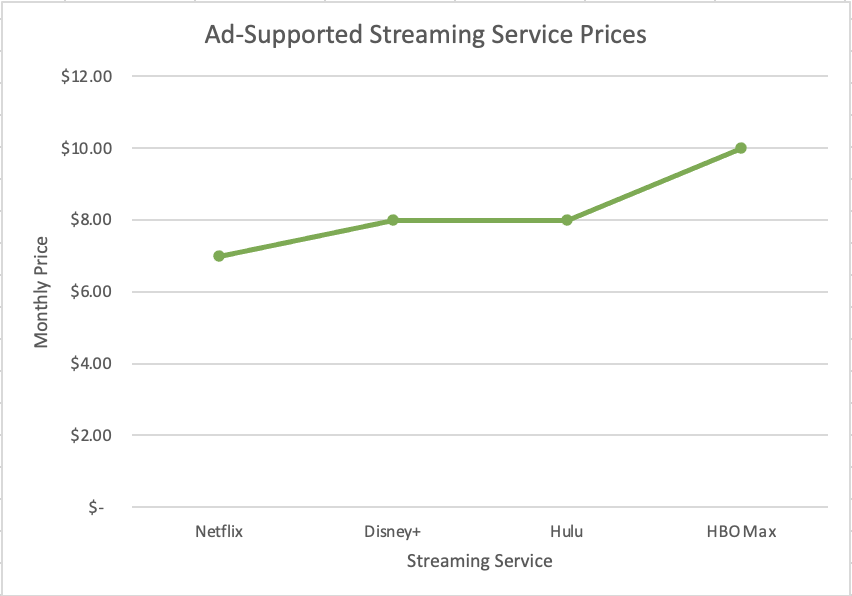 Ad-Supported Streaming Service Prices
$12.00
$10.00
$8.00
$6.00
$4.00
$2.00
$-
Monthly Price
Netflix Disney+ Hulu HBO Max
Streaming Service